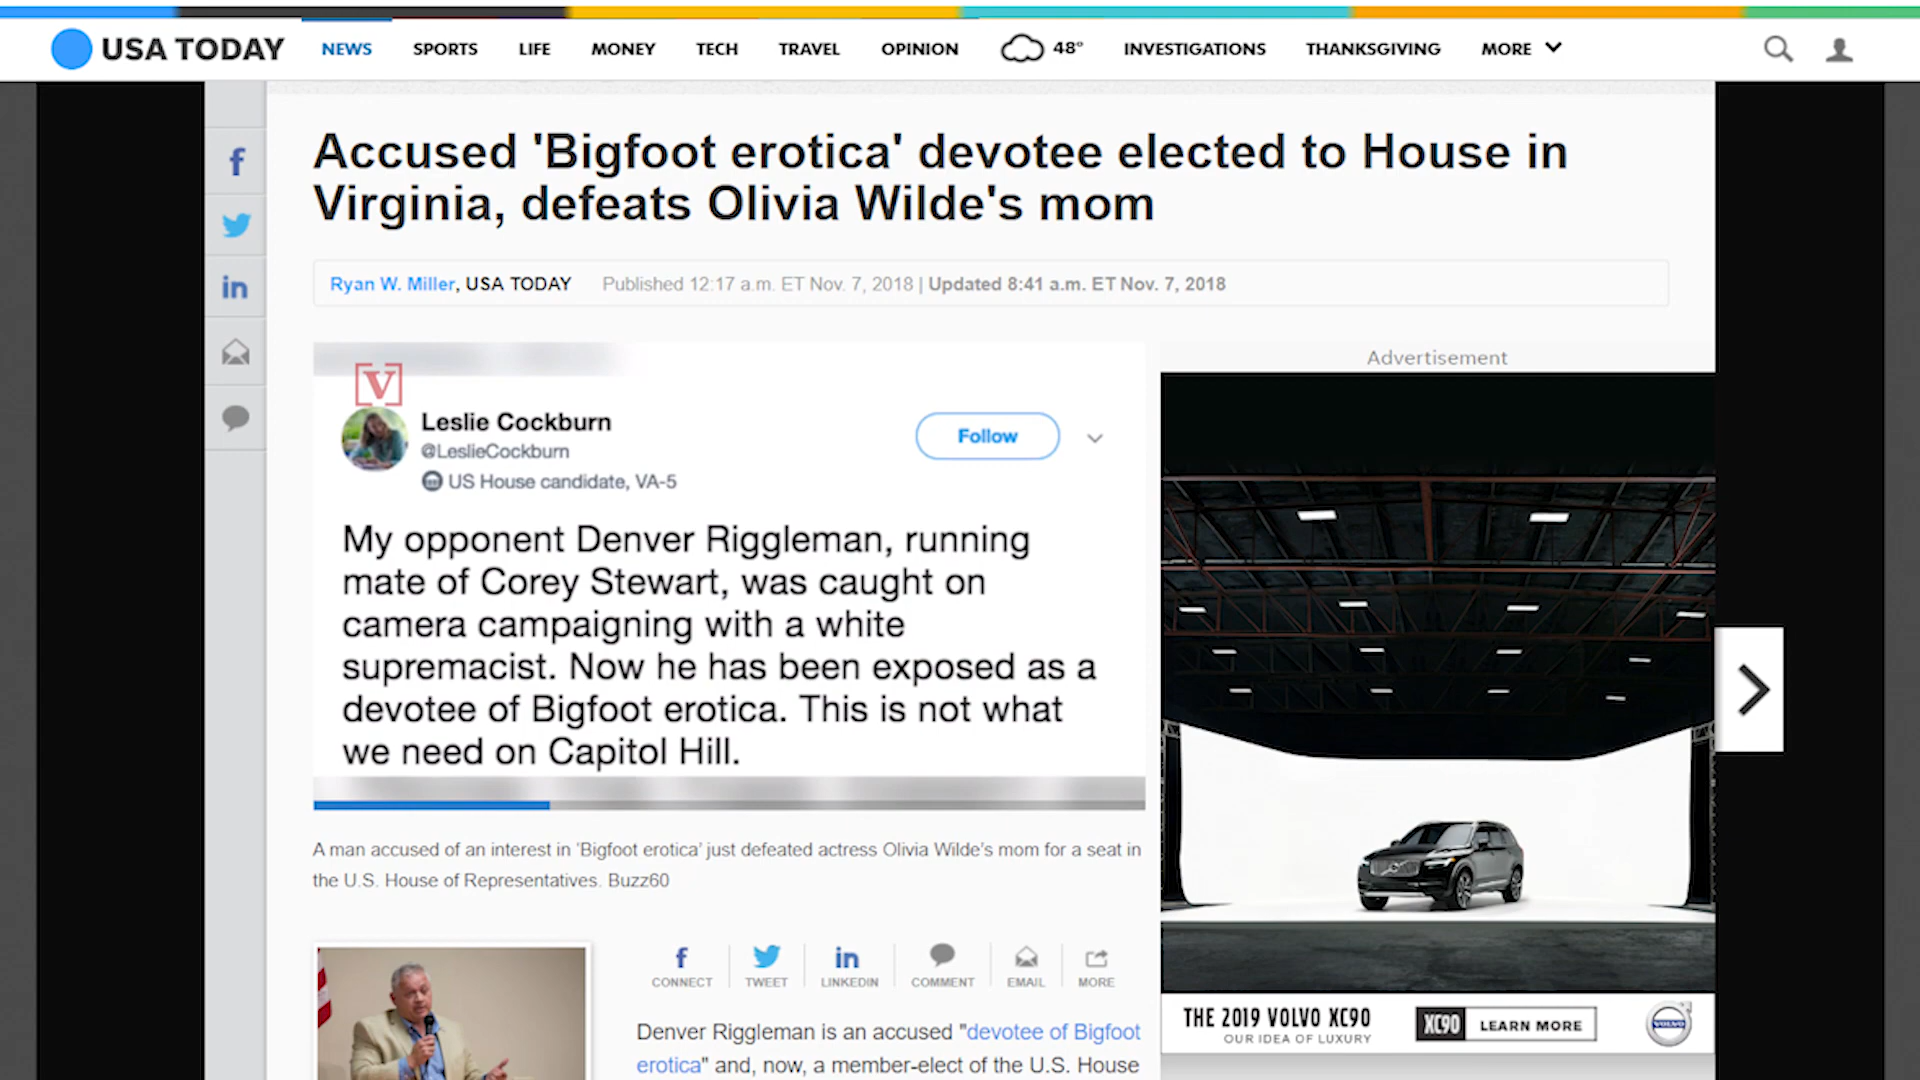 USA TODAY NEWS SPORTS LIFE MONEY TECH TRAVEL OPINION 48° INVESTIGATIONS THANKSGIVING MORE
Accused 'Bigfoot erotica' devotee elected to House in
Virginia, defeats Olivia Wilde's mom
Ryan W. Miller, USA TODAY Published 12:17 a.m. ET Nov. 7, 2018 | Updated 8:41 a.m. ET Nov. 7, 2018
Advertisement
V
Leslie Cockburn
@LeslieCockburn
US House candidate, VA-5
Follow
My opponent Denver Riggleman, running
mate of Corey Stewart, was caught on
camera campaigning with a white
supremacist. Now he has been exposed as a
devotee of Bigfoot erotica. This is not what
we need on Capitol Hill.
A man accused of an interest in 'Bigfoot erotica' just defeated actress Olivia Wilde's mom for a seat in
the U.S. House of Representatives. Buzz60
CONNECT TWEET LINKEDIN COMMENT EMAIL MORE
Denver Riggleman is an accused "devotee of Bigfoot
erotica" and, now, a member-elect of the U.S. House
THE 2019 VOLVO XC90
OUR IDEA OF LUXURY
XC90 LEARN MORE
VOLVO